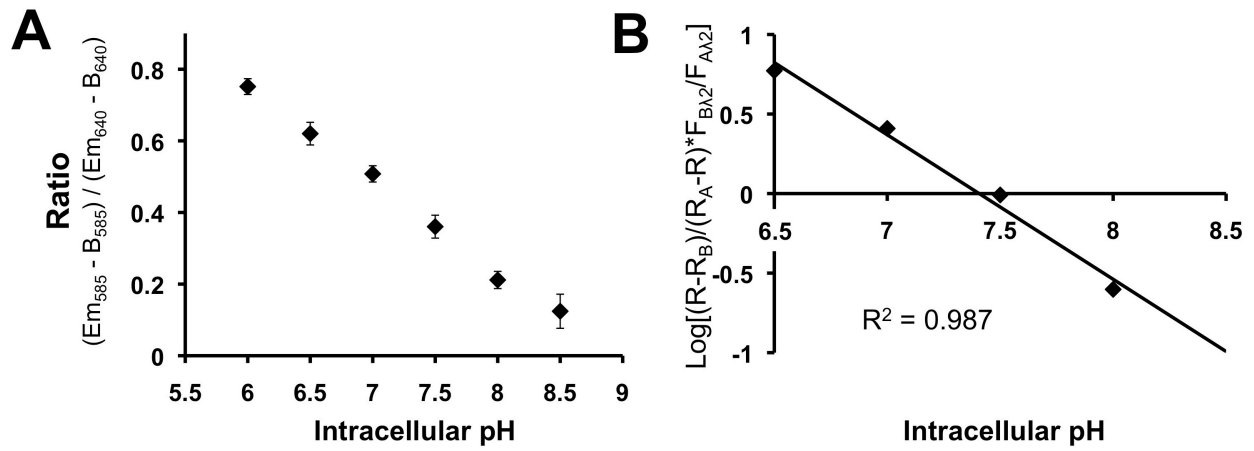 A
Ratio
(Em585 - B585) / (Em640 - B640)
0.8
0.6
0.4
0.2
0
5.5 6 6.5 7 7.5 8 8.5 9
Intracellular pH
B
Log[(R-RB)/(RA-R)*FBλ2/FAλ2]
1
0.5
0
-0.5
-1
6.5 7 7.5 8 8.5
R² = 0.987
Intracellular pH